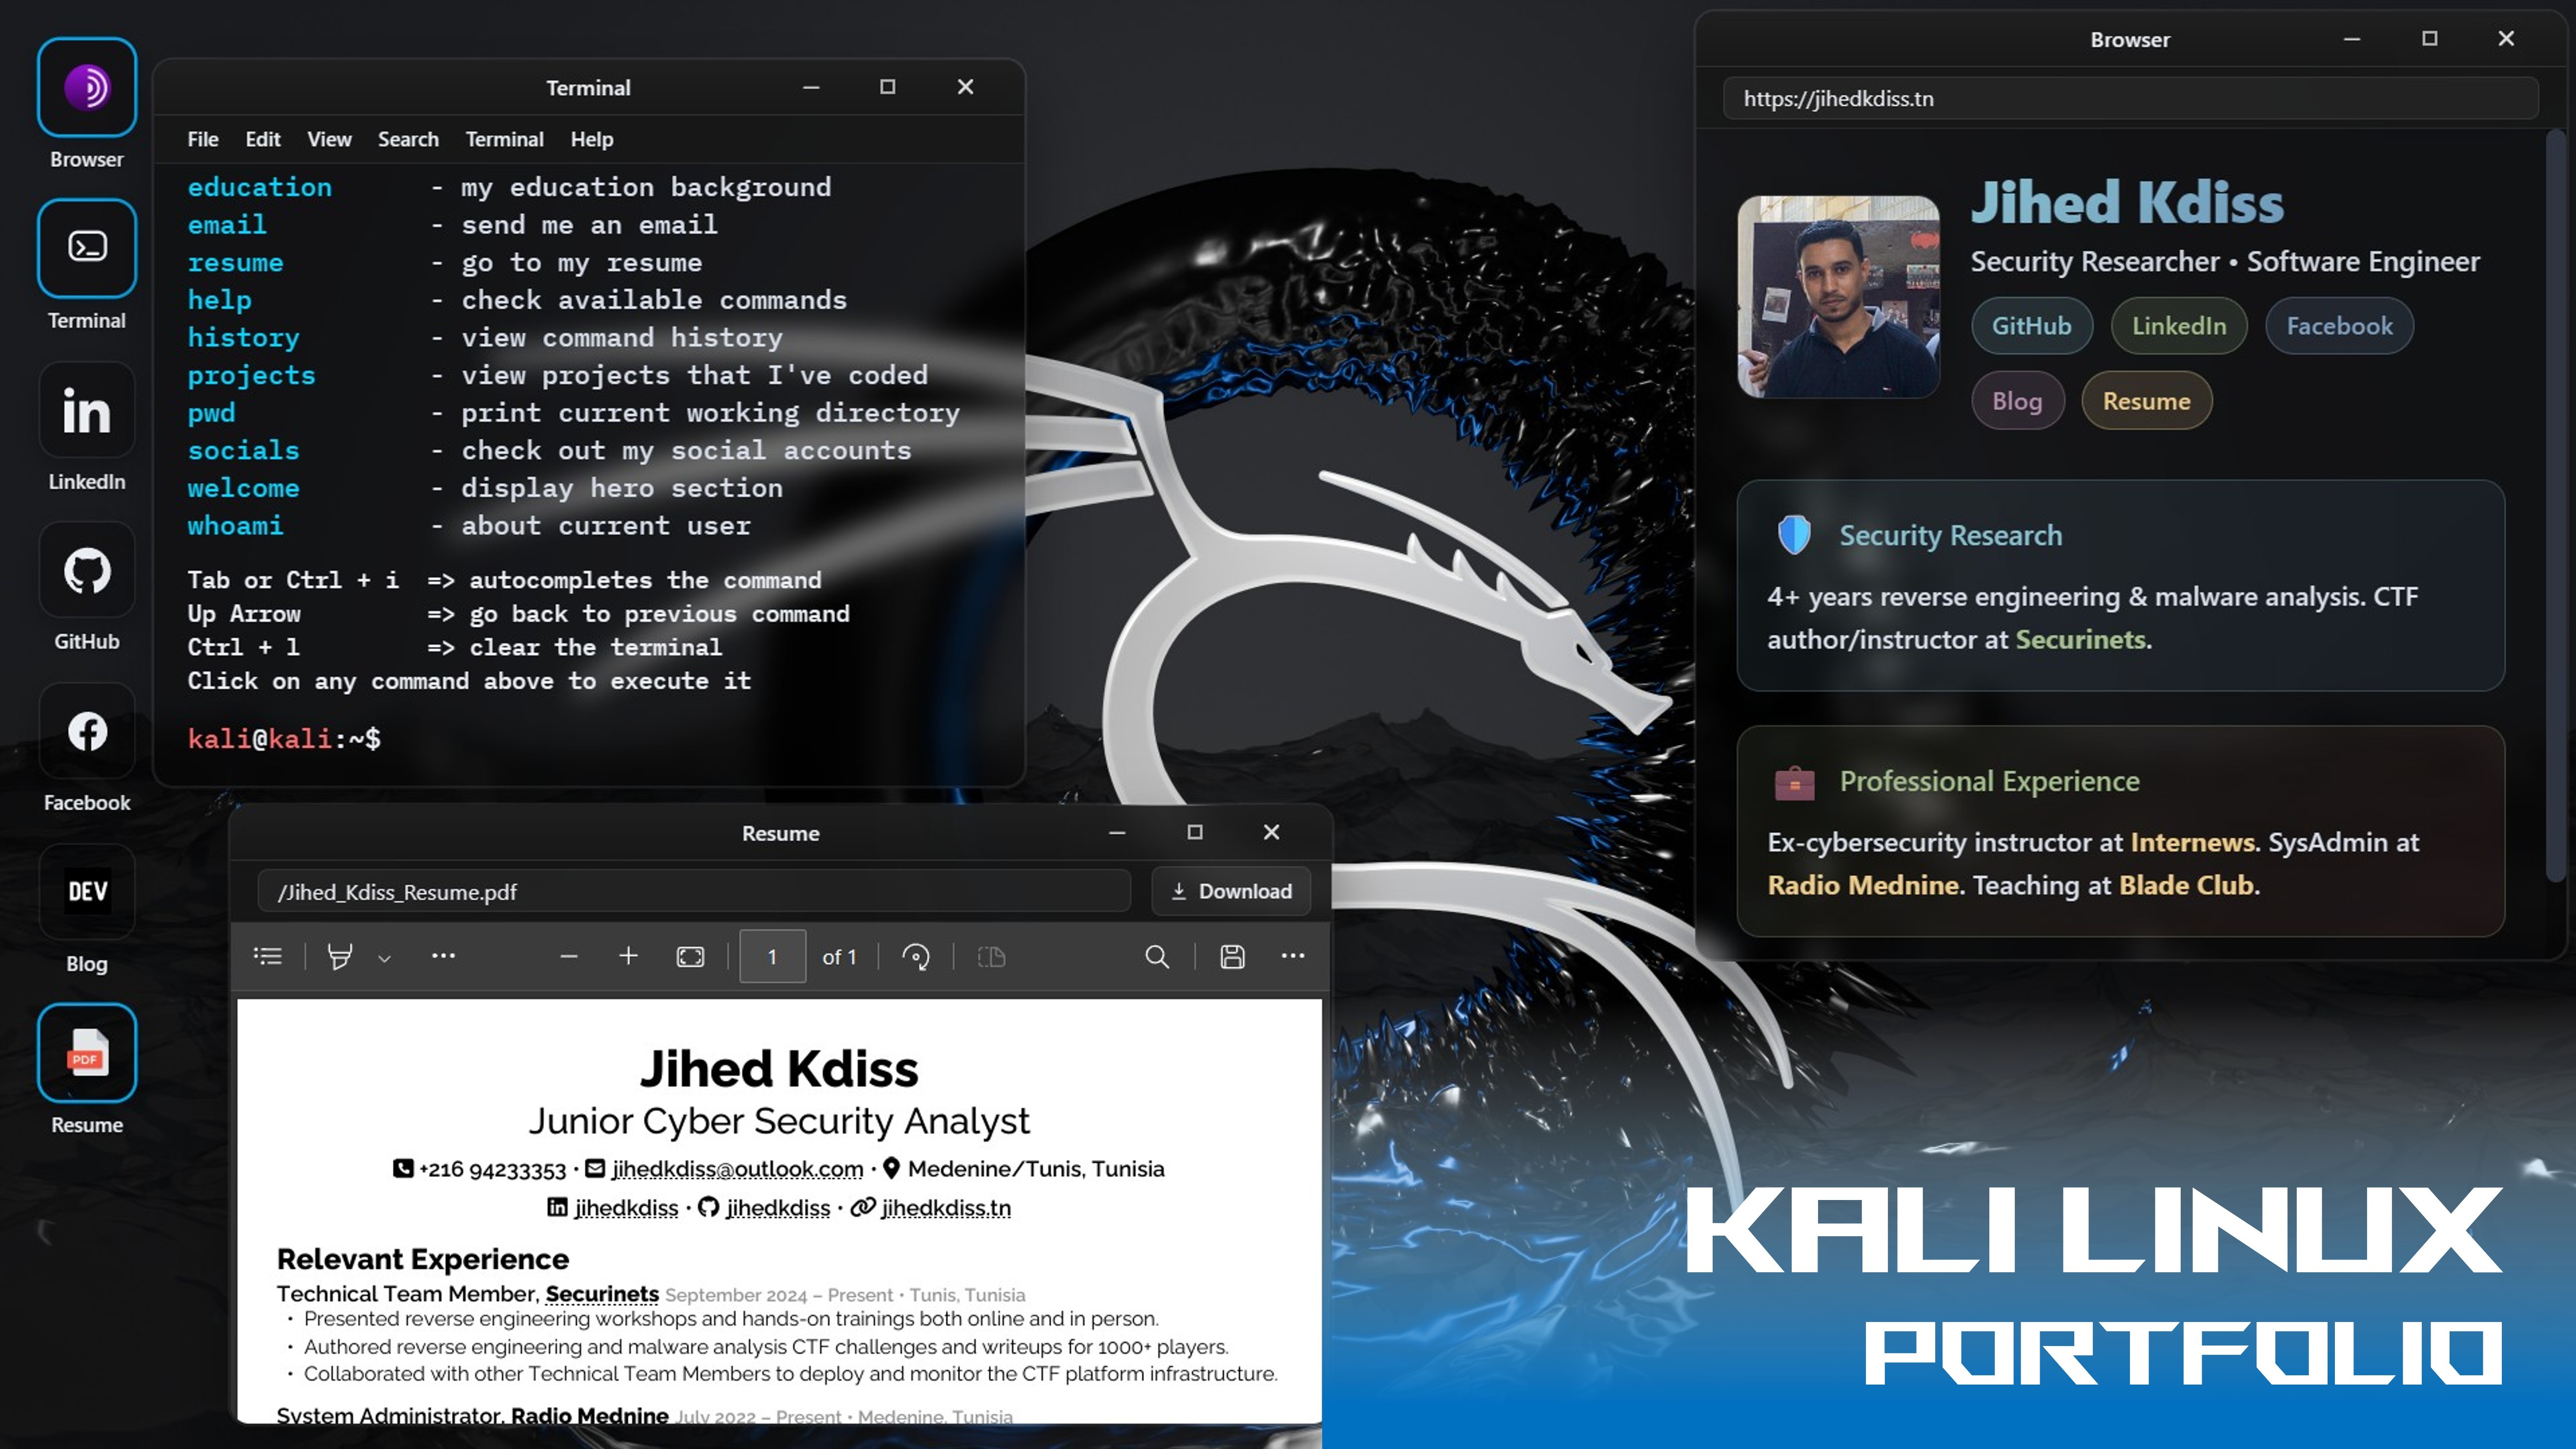 Browser
Terminal
LinkedIn
GitHub
Facebook
DEV
Blog
PDF
Resume
Terminal
File Edit View Search Terminal Help
education - my education background
email - send me an email
resume - go to my resume
help - check available commands
history - view command history
projects - view projects that I've coded
pwd - print current working directory
socials - check out my social accounts
welcome - display hero section
whoami - about current user
Tab or Ctrl + i => autocompletes the command
Up Arrow => go back to previous command
Ctrl + l => clear the terminal
Click on any command above to execute it
kali@kali:~$
Resume
/Jihed_Kdiss_Resume.pdf Download
1 of 1
Jihed Kdiss
Junior Cyber Security Analyst
+216 94233353 · jihedkdiss@outlook.com · Medenine/Tunis, Tunisia
jihedkdiss · jihedkdiss · jihedkdiss.tn
Relevant Experience
Technical Team Member, Securinets September 2024 – Present · Tunis, Tunisia
· Presented reverse engineering workshops and hands-on trainings both online and in person.
· Authored reverse engineering and malware analysis CTF challenges and writeups for 1000+ players.
· Collaborated with other Technical Team Members to deploy and monitor the CTF platform infrastructure.
System Administrator, Radio Mednine July 2022 – Present · Medenine, Tunisia
Browser
https://jihedkdiss.tn
Jihed Kdiss
Security Researcher • Software Engineer
GitHub LinkedIn Facebook
Blog Resume
Security Research
4+ years reverse engineering & malware analysis. CTF
author/instructor at Securinets.
Professional Experience
Ex-cybersecurity instructor at Internews. SysAdmin at
Radio Mednine. Teaching at Blade Club.
KALI LINUX
PORTFOLIO